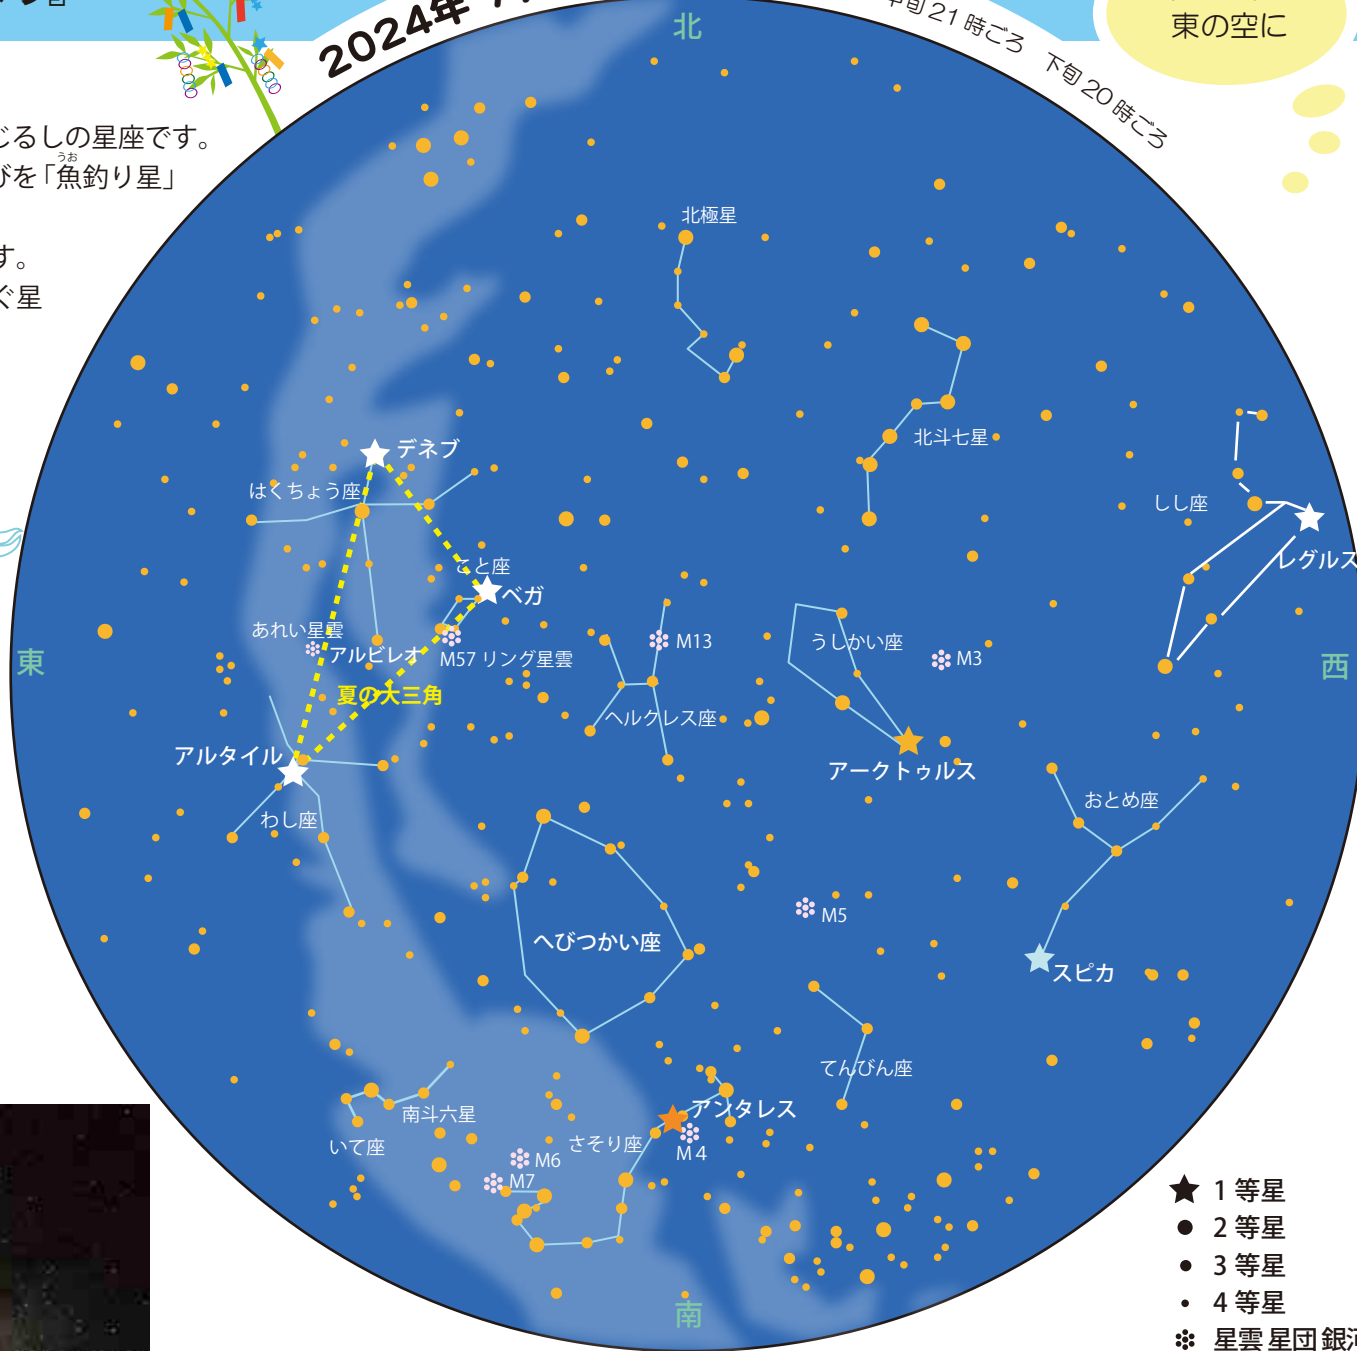 2024年
中旬21時ごろ 下旬20時ごろ
東の空に
じるしの星座です。
びを「魚釣り星」
うお
す。
ぐ星
北
北極星
北斗七星
デネブ
はくちょう座
しし座
レグルス
こと座
ベガ
あれい星雲
アルビレオ
M57 リング星雲
M13
うしかい座
M3
東
西
夏の大三角
ヘルクレス座
アルタイル
アークトゥルス
わし座
おとめ座
M5
へびつかい座
スピカ
てんびん座
南斗六星
アンタレス
いて座
さそり座
M4
M6
M7
南
1 等星
2 等星
3 等星
4 等星
星雲 星団 銀河